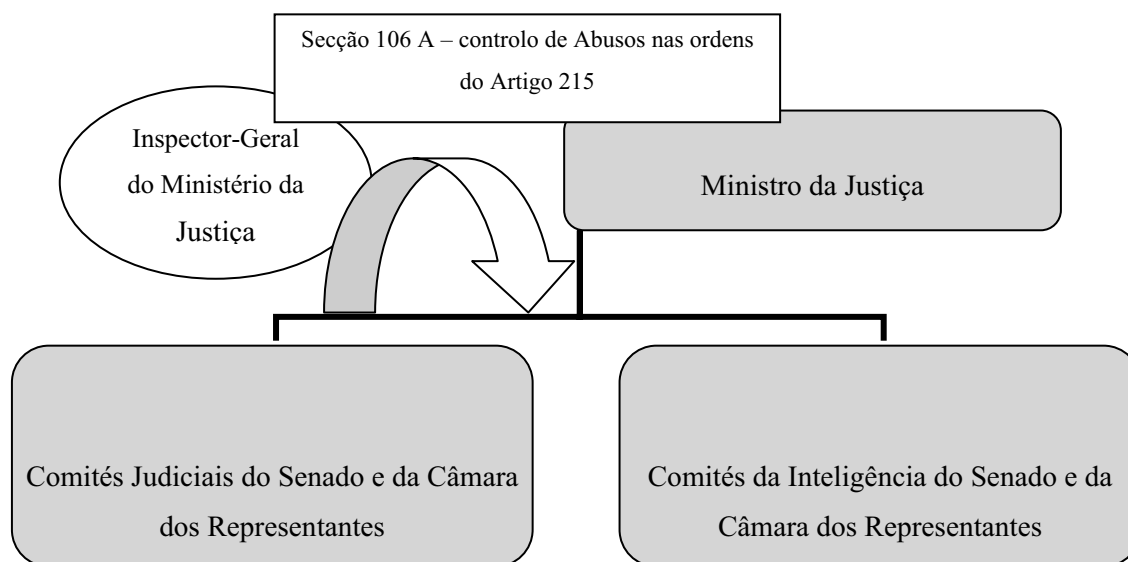 Secção 106 A – controlo de Abusos nas ordens
do Artigo 215
Inspector-Geral
do Ministério da
Justiça
Ministro da Justiça
Comités Judiciais do Senado e da Câmara
dos Representantes
Comités da Inteligência do Senado e da
Câmara dos Representantes